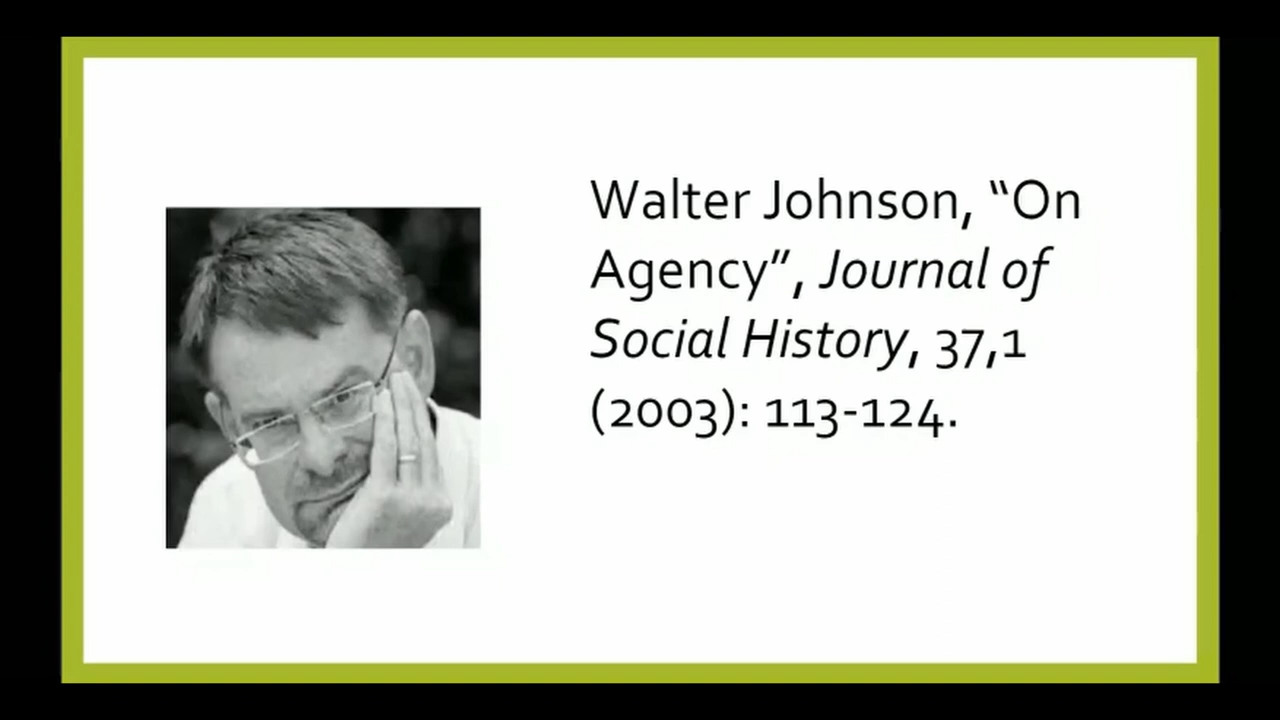 Walter Johnson, “On
Agency”, Journal of
Social History, 37,1
(2003): 113-124.